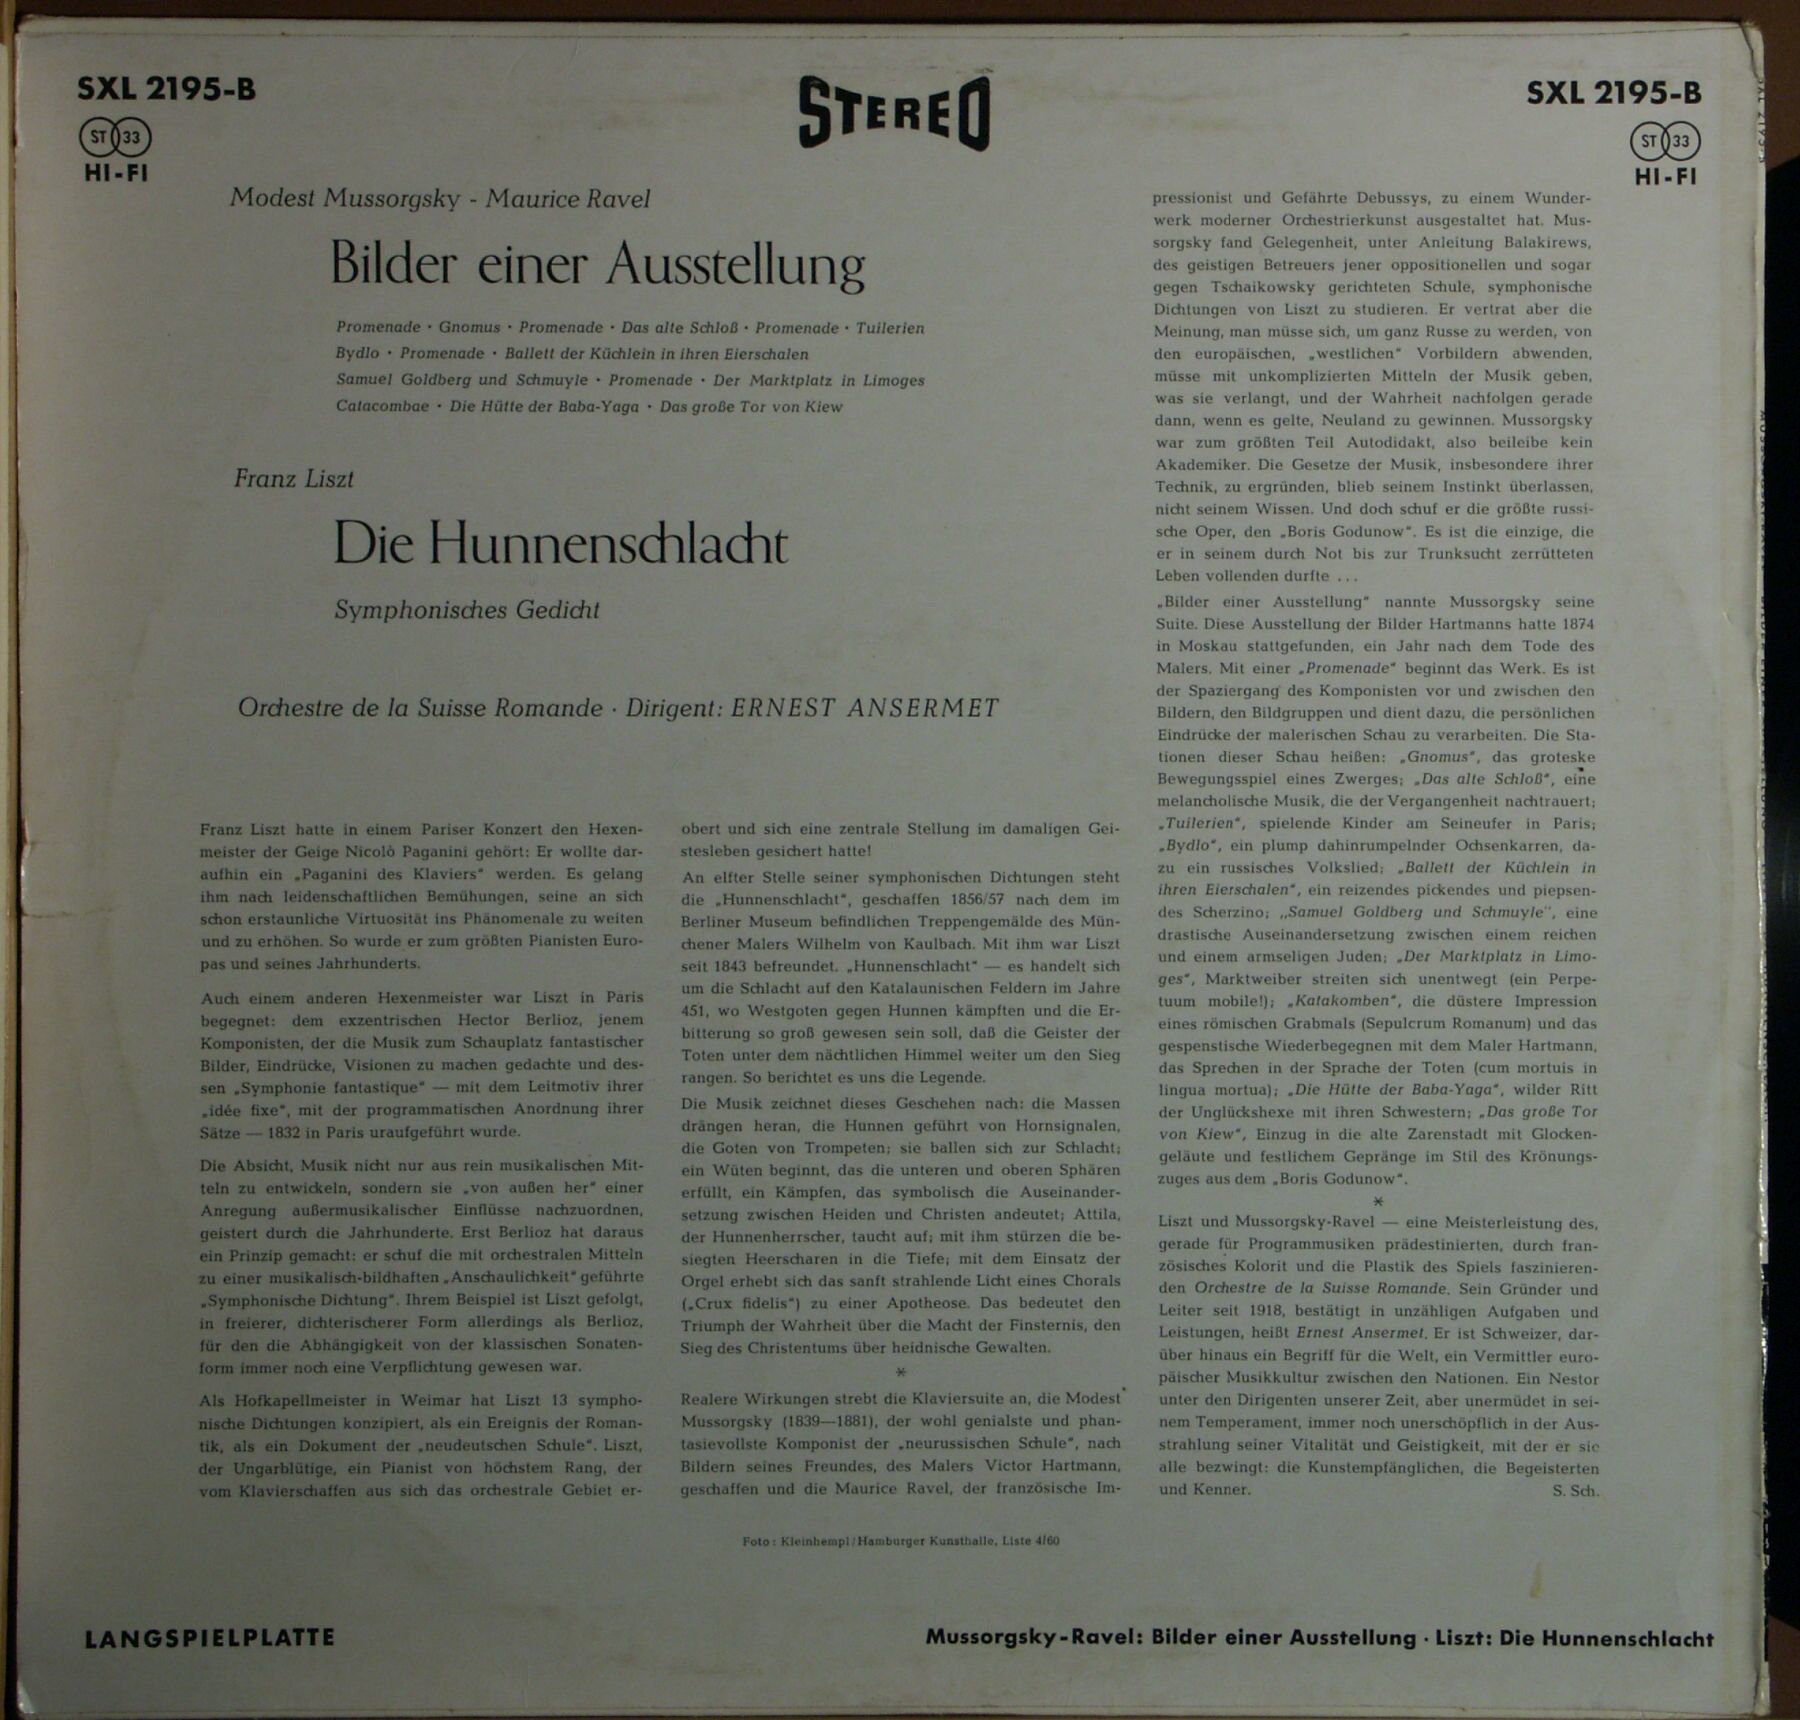 SXL 2195-B
STEREO
SXL 2195-B
ST 33
HI-FI
ST 33
HI-FI
Modest Mussorgsky - Maurice Ravel
Bilder einer Ausstellung
Promenade · Gnomus · Promenade · Das alte Schloß · Promenade · Tuilerien
Bydlo · Promenade · Ballett der Küchlein in ihren Eierschalen
Samuel Goldberg und Schmuyle · Promenade · Der Marktplatz in Limoges
Catacombae · Die Hütte der Baba-Yaga · Das große Tor von Kiew
Franz Liszt
Die Hunnenschlacht
Symphonisches Gedicht
Orchestre de la Suisse Romande · Dirigent: ERNEST ANSERMET
Franz Liszt hatte in einem Pariser Konzert den Hexen-
meister der Geige Nicolò Paganini gehört: Er wollte dar-
aufhin ein „Paganini des Klaviers“ werden. Es gelang
ihm nach leidenschaftlichen Bemühungen, seine an sich
schon erstaunliche Virtuosität ins Phänomenale zu weiten
und zu erhöhen. So wurde er zum größten Pianisten Euro-
pas und seines Jahrhunderts.
Auch einem anderen Hexenmeister war Liszt in Paris
begegnet: dem exzentrischen Hector Berlioz, jenem
Komponisten, der die Musik zum Schauplatz fantastischer
Bilder, Eindrücke, Visionen zu machen gedachte und des-
sen „Symphonie fantastique“ — mit dem Leitmotiv ihrer
„idée fixe“, mit der programmatischen Anordnung ihrer
Sätze — 1832 in Paris uraufgeführt wurde.
Die Absicht, Musik nicht nur aus rein musikalischen Mit-
teln zu entwickeln, sondern sie „von außen her“ einer
Anregung außermusikalischer Einflüsse nachzuordnen,
geistert durch die Jahrhunderte. Erst Berlioz hat daraus
ein Prinzip gemacht: er schuf die mit orchestralen Mitteln
zu einer musikalisch-bildhaften „Anschaulichkeit“ geführte
„Symphonische Dichtung“. Ihrem Beispiel ist Liszt gefolgt,
in freierer, dichterischerer Form allerdings als Berlioz,
für den die Abhängigkeit von der klassischen Sonaten-
form immer noch eine Verpflichtung gewesen war.
Als Hofkapellmeister in Weimar hat Liszt 13 sympho-
nische Dichtungen konzipiert, als ein Ereignis der Roman-
tik, als ein Dokument der „neudeutschen Schule“. Liszt,
der Ungarblütige, ein Pianist von höchstem Rang, der
vom Klavierschaffen aus sich das orchestrale Gebiet er-
obert und sich eine zentrale Stellung im damaligen Gei-
stesleben gesichert hatte!
An elfter Stelle seiner symphonischen Dichtungen steht
die „Hunnenschlacht“, geschaffen 1856/57 nach dem im
Berliner Museum befindlichen Treppengemälde des Mün-
chener Malers Wilhelm von Kaulbach. Mit ihm war Liszt
seit 1843 befreundet. „Hunnenschlacht“ — es handelt sich
um die Schlacht auf den Katalaunischen Feldern im Jahre
451, wo Westgoten gegen Hunnen kämpften und die Er-
bitterung so groß gewesen sein soll, daß die Geister der
Toten unter dem nächtlichen Himmel weiter um den Sieg
rangen. So berichtet es uns die Legende.
Die Musik zeichnet dieses Geschehen nach: die Massen
drängen heran, die Hunnen geführt von Hornsignalen,
die Goten von Trompeten; sie ballen sich zur Schlacht;
ein Wüten beginnt, das die unteren und oberen Sphären
erfüllt, ein Kämpfen, das symbolisch die Auseinander-
setzung zwischen Heiden und Christen andeutet; Attila,
der Hunnenherrscher, taucht auf; mit ihm stürzen die be-
siegten Heerscharen in die Tiefe; mit dem Einsatz der
Orgel erhebt sich das sanft strahlende Licht eines Chorals
(„Crux fidelis“) zu einer Apotheose. Das bedeutet den
Triumph der Wahrheit über die Macht der Finsternis, den
Sieg des Christentums über heidnische Gewalten.
*
Realere Wirkungen strebt die Klaviersuite an, die Modest
Mussorgsky (1839—1881), der wohl genialste und phan-
tasievollste Komponist der „neurussischen Schule“, nach
Bildern seines Freundes, des Malers Victor Hartmann,
geschaffen und die Maurice Ravel, der französische Im-
pressionist und Gefährte Debussys, zu einem Wunder-
werk moderner Orchestrierkunst ausgestaltet hat. Mus-
sorgsky fand Gelegenheit, unter Anleitung Balakirews,
des geistigen Betreuers jener oppositionellen und sogar
gegen Tschaikowsky gerichteten Schule, symphonische
Dichtungen von Liszt zu studieren. Er vertrat aber die
Meinung, man müsse sich, um ganz Russe zu werden, von
den europäischen, „westlichen“ Vorbildern abwenden,
müsse mit unkomplizierten Mitteln der Musik geben,
was sie verlangt, und der Wahrheit nachfolgen gerade
dann, wenn es gelte, Neuland zu gewinnen. Mussorgsky
war zum größten Teil Autodidakt, also beileibe kein
Akademiker. Die Gesetze der Musik, insbesondere ihrer
Technik, zu ergründen, blieb seinem Instinkt überlassen,
nicht seinem Wissen. Und doch schuf er die größte russi-
sche Oper, den „Boris Godunow“. Es ist die einzige, die
er in seinem durch Not bis zur Trunksucht zerrütteten
Leben vollenden durfte ...
„Bilder einer Ausstellung“ nannte Mussorgsky seine
Suite. Diese Ausstellung der Bilder Hartmanns hatte 1874
in Moskau stattgefunden, ein Jahr nach dem Tode des
Malers. Mit einer „Promenade“ beginnt das Werk. Es ist
der Spaziergang des Komponisten vor und zwischen den
Bildern, den Bildgruppen und dient dazu, die persönlichen
Eindrücke der malerischen Schau zu verarbeiten. Die Sta-
tionen dieser Schau heißen: „Gnomus“, das groteske
Bewegungsspiel eines Zwerges; „Das alte Schloß“, eine
melancholische Musik, die der Vergangenheit nachtrauert;
„Tuilerien“, spielende Kinder am Seineufer in Paris;
„Bydlo“, ein plump dahinrumpelnder Ochsenkarren, da-
zu ein russisches Volkslied; „Ballett der Küchlein in
ihren Eierschalen“, ein reizendes pickendes und piepsen-
des Scherzino; „Samuel Goldberg und Schmuyle“, eine
drastische Auseinandersetzung zwischen einem reichen
und einem armseligen Juden; „Der Marktplatz in Limo-
ges“, Marktweiber streiten sich unentwegt (ein Perpe-
tuum mobile!); „Katakomben“, die düstere Impression
eines römischen Grabmals (Sepulcrum Romanum) und das
gespenstische Wiederbegegnen mit dem Maler Hartmann,
das Sprechen in der Sprache der Toten (cum mortuis in
lingua mortua); „Die Hütte der Baba-Yaga“, wilder Ritt
der Unglückshexe mit ihren Schwestern; „Das große Tor
von Kiew“, Einzug in die alte Zarenstadt mit Glocken-
geläute und festlichem Gepränge im Stil des Krönungs-
zuges aus dem „Boris Godunow“.
*
Liszt und Mussorgsky-Ravel — eine Meisterleistung des,
gerade für Programmusiken prädestinierten, durch fran-
zösisches Kolorit und die Plastik des Spiels faszinieren-
den Orchestre de la Suisse Romande. Sein Gründer und
Leiter seit 1918, bestätigt in unzähligen Aufgaben und
Leistungen, heißt Ernest Ansermet. Er ist Schweizer, dar-
über hinaus ein Begriff für die Welt, ein Vermittler euro-
päischer Musikkultur zwischen den Nationen. Ein Nestor
unter den Dirigenten unserer Zeit, aber unermüdet in sei-
nem Temperament, immer noch unerschöpflich in der Aus-
strahlung seiner Vitalität und Geistigkeit, mit der er sie
alle bezwingt: die Kunstempfänglichen, die Begeisterten
und Kenner. S. Sch.
Foto: Kleinhempl/Hamburger Kunsthalle, Liste 4/60
LANGSPIELPLATTE
Mussorgsky-Ravel: Bilder einer Ausstellung · Liszt: Die Hunnenschlacht